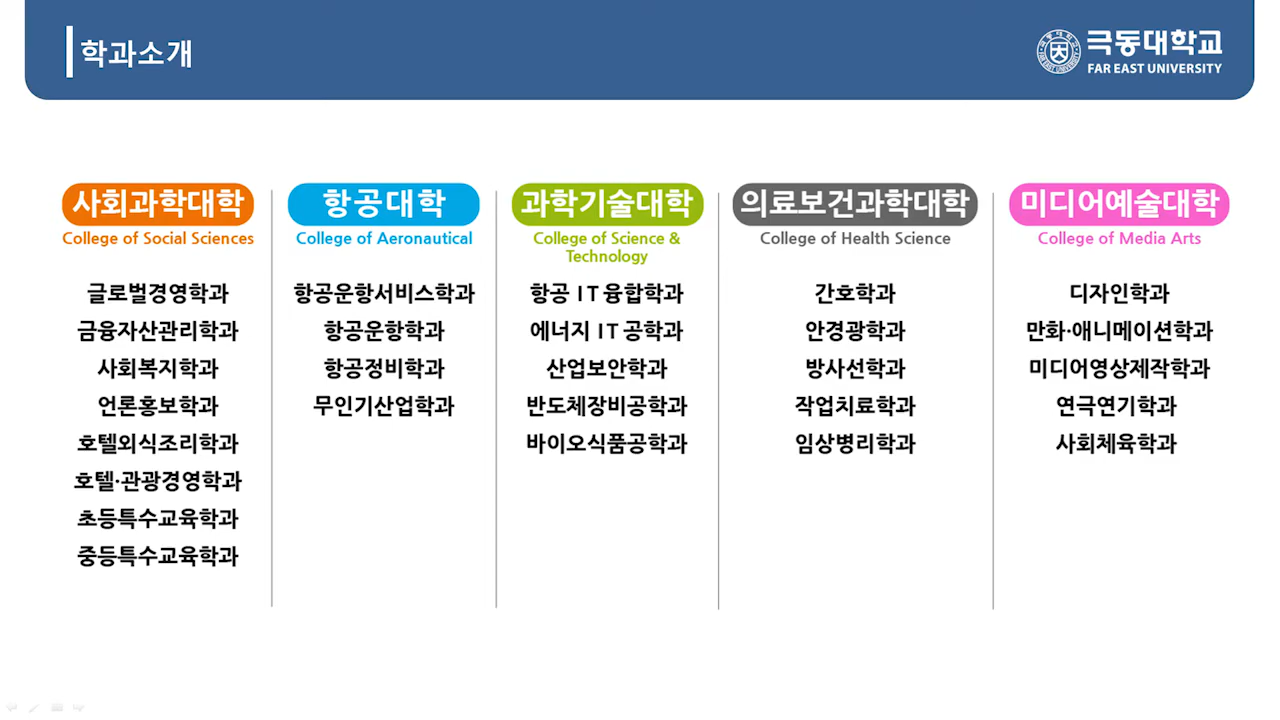 학과소개
극동대학교
FAR EAST UNIVERSITY
사회과학대학
College of Social Sciences
글로벌경영학과
금융자산관리학과
사회복지학과
언론홍보학과
호텔외식조리학과
호텔·관광경영학과
초등특수교육학과
중등특수교육학과
항공대학
College of Aeronautical
항공운항서비스학과
항공운항학과
항공정비학과
무인기산업학과
과학기술대학
College of Science &
Technology
항공 IT 융합학과
에너지 IT 공학과
산업보안학과
반도체장비공학과
바이오식품공학과
의료보건과학대학
College of Health Science
간호학과
안경광학과
방사선학과
작업치료학과
임상병리학과
미디어예술대학
College of Media Arts
디자인학과
만화·애니메이션학과
미디어영상제작학과
연극연기학과
사회체육학과